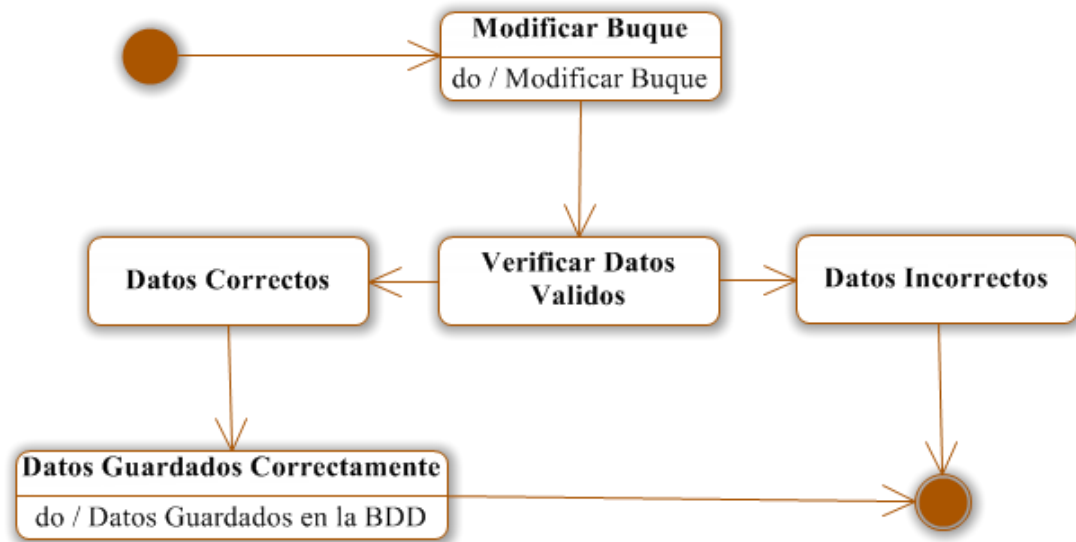 Modificar Buque
do / Modificar Buque
Datos Correctos
Verificar Datos
Validos
Datos Incorrectos
Datos Guardados Correctamente
do / Datos Guardados en la BDD